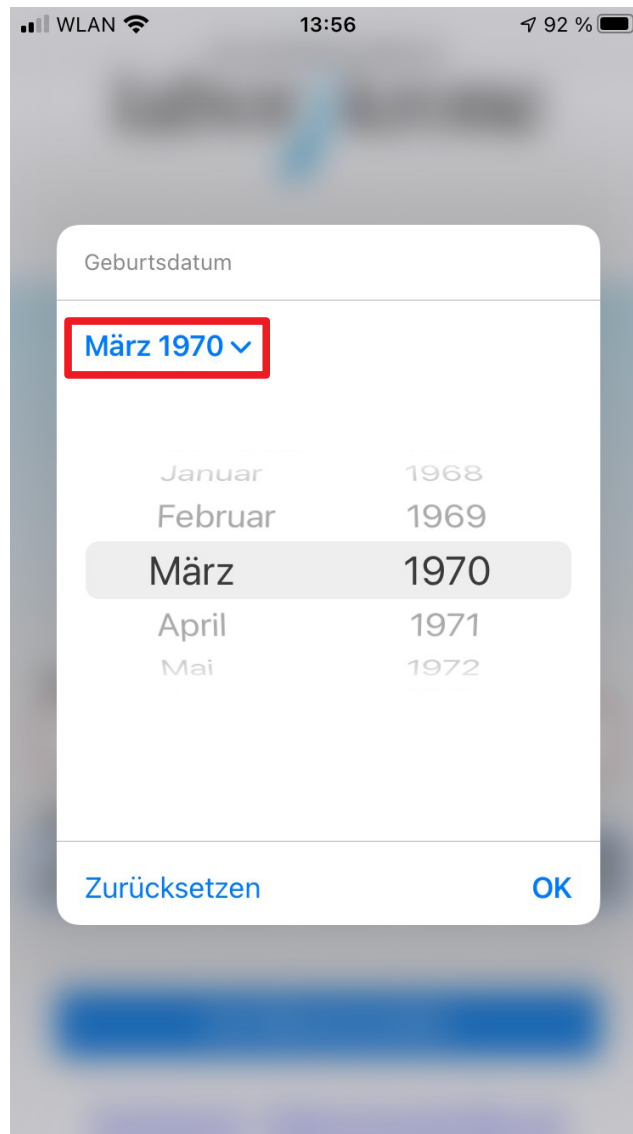 WLAN 13:56 92 %
Geburtsdatum
März 1970
Januar 1968
Februar 1969
März 1970
April 1971
Mai 1972
Zurücksetzen OK